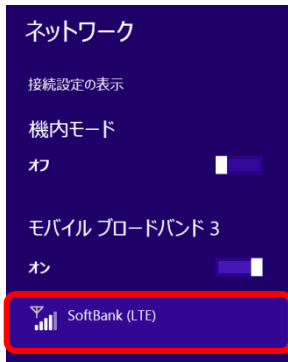 ネットワーク
接続設定の表示
機内モード
オフ
モバイル ブロードバンド 3
オン
SoftBank (LTE)